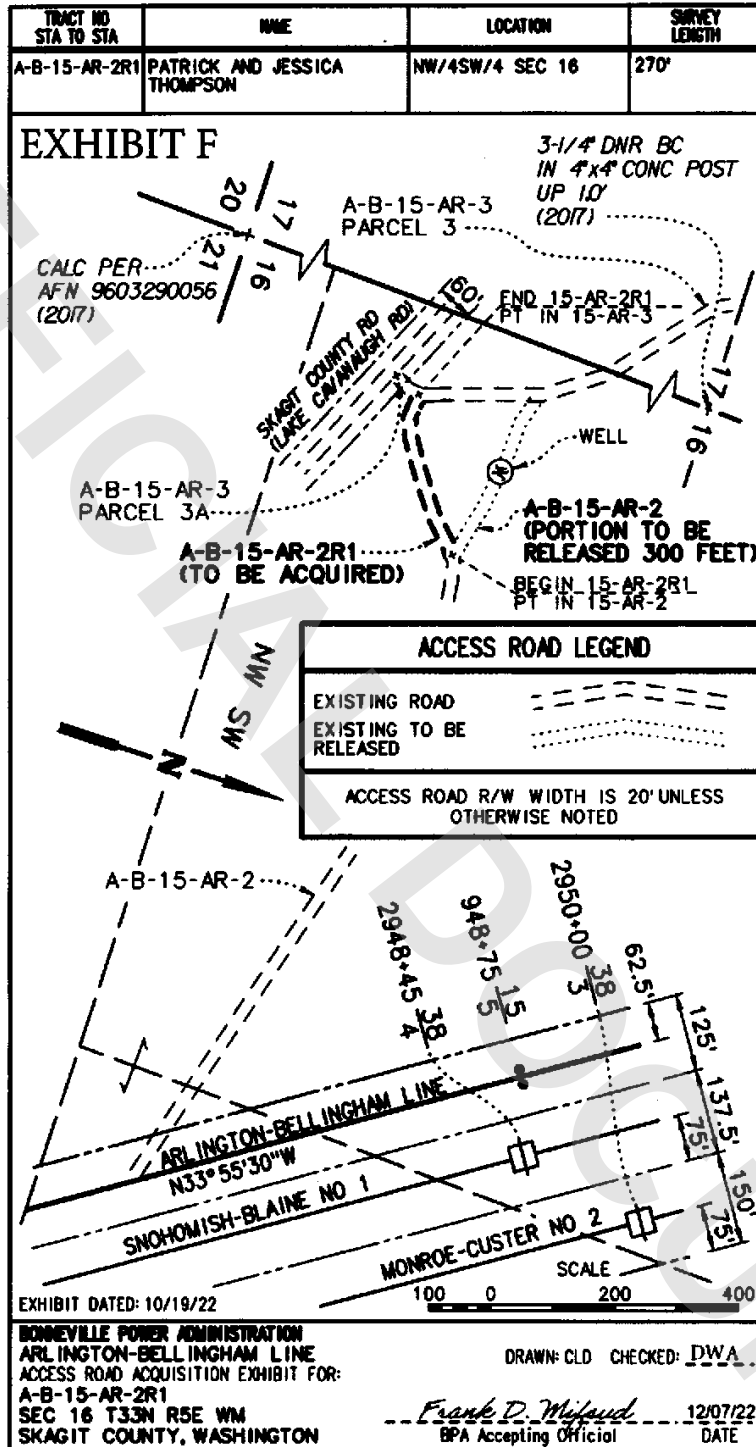 TRACT NO
STA TO STA
NAME
LOCATION
SURVEY
LENGTH
A-B-15-AR-2R1
PATRICK AND JESSICA
THOMPSON
NW/4SW/4 SEC 16
270'
EXHIBIT F
3-1/4" DNR BC
IN 4"x4" CONC POST
UP 1.0'
(2017)
20 17
21 16
A-B-15-AR-3
PARCEL 3
CALC PER
AFN 9603290056
(2017)
60'
END 15-AR-2R1
PT IN 15-AR-3
SKAGIT COUNTY RD
(LAKE CAVANAUGH RD)
17
16
WELL
A-B-15-AR-3
PARCEL 3A
A-B-15-AR-2
(PORTION TO BE
RELEASED 300 FEET)
A-B-15-AR-2R1
(TO BE ACQUIRED)
BEGIN 15-AR-2R1
PT IN 15-AR-2
NW SW
N
ACCESS ROAD LEGEND
EXISTING ROAD
EXISTING TO BE
RELEASED
ACCESS ROAD R/W WIDTH IS 20' UNLESS
OTHERWISE NOTED
A-B-15-AR-2
2948+45 38/4
948+75 15/5
2950+00 38/3
62.5'
125'
137.5'
75'
150'
75'
ARLINGTON-BELLINGHAM LINE
N33°55'30"W
SNOHOMISH-BLAINE NO 1
MONROE-CUSTER NO 2
SCALE
100 0 200 400
EXHIBIT DATED: 10/19/22
BONNEVILLE POWER ADMINISTRATION
ARLINGTON-BELLINGHAM LINE
ACCESS ROAD ACQUISITION EXHIBIT FOR:
A-B-15-AR-2R1
SEC 16 T33N R5E WM
SKAGIT COUNTY, WASHINGTON
DRAWN: CLD CHECKED: DWA
Frank D. Mifsud
12/07/22
BPA Accepting Official
DATE
FICIAL DOCU